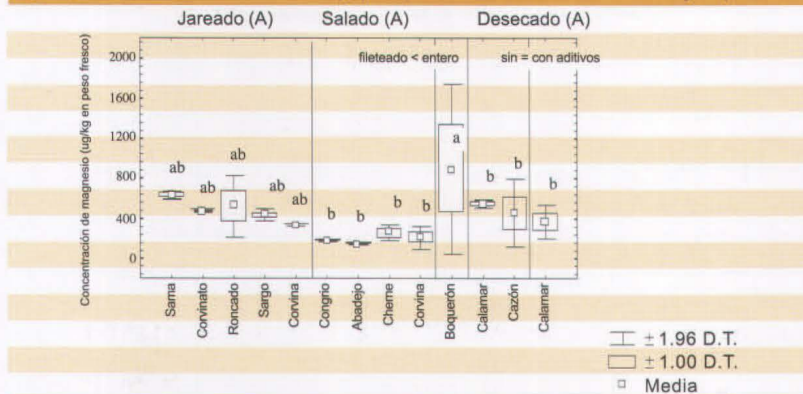 Jareado (A) Salado (A) Desecado (A)
Concentración de magnesio (ug/kg en peso fresco)
2000
1600
1200
800
400
0
fileteado < entero
sin = con aditivos
ab
ab
ab
ab
ab
b
b
b
b
a
b
b
b
Sama
Corvinato
Roncado
Sargo
Corvina
Congrio
Abadejo
Cherne
Corvina
Boquerón
Calamar
Cazón
Calamar
± 1.96 D.T.
± 1.00 D.T.
Media